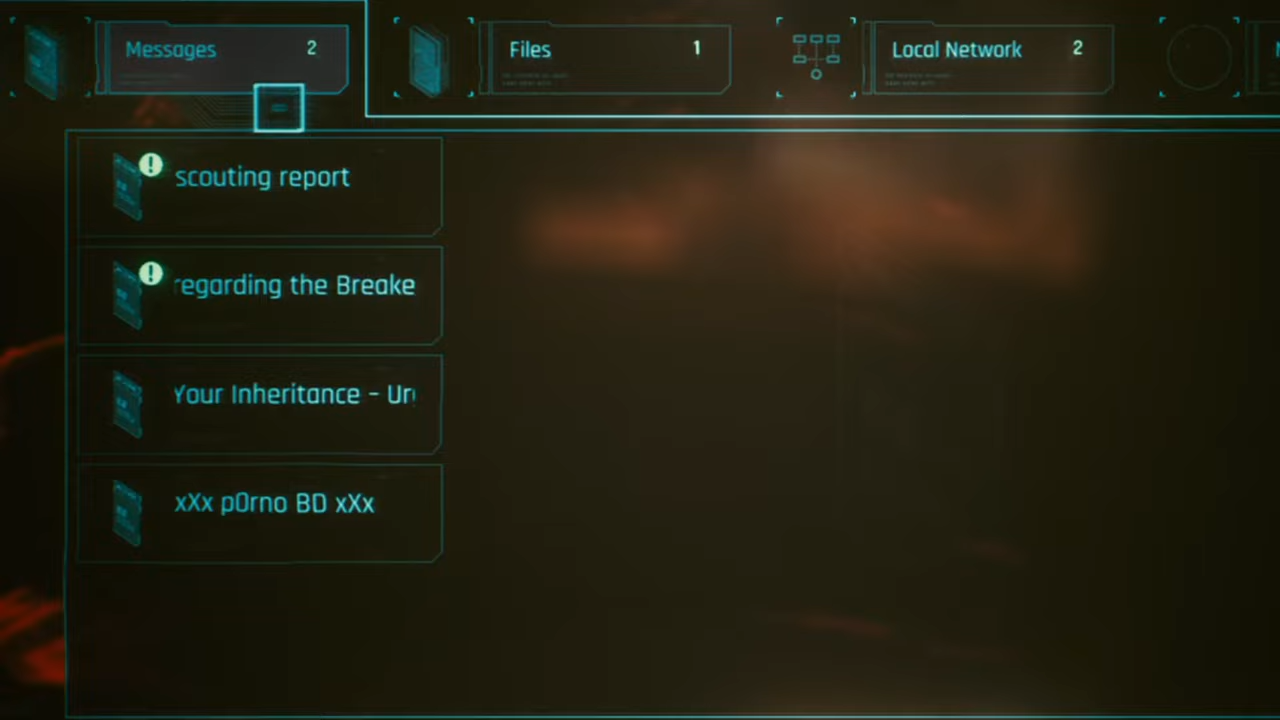 Messages 2
Files 1
Local Network 2
scouting report
regarding the Breake
Your Inheritance - Ur
xXx p0rno BD xXx